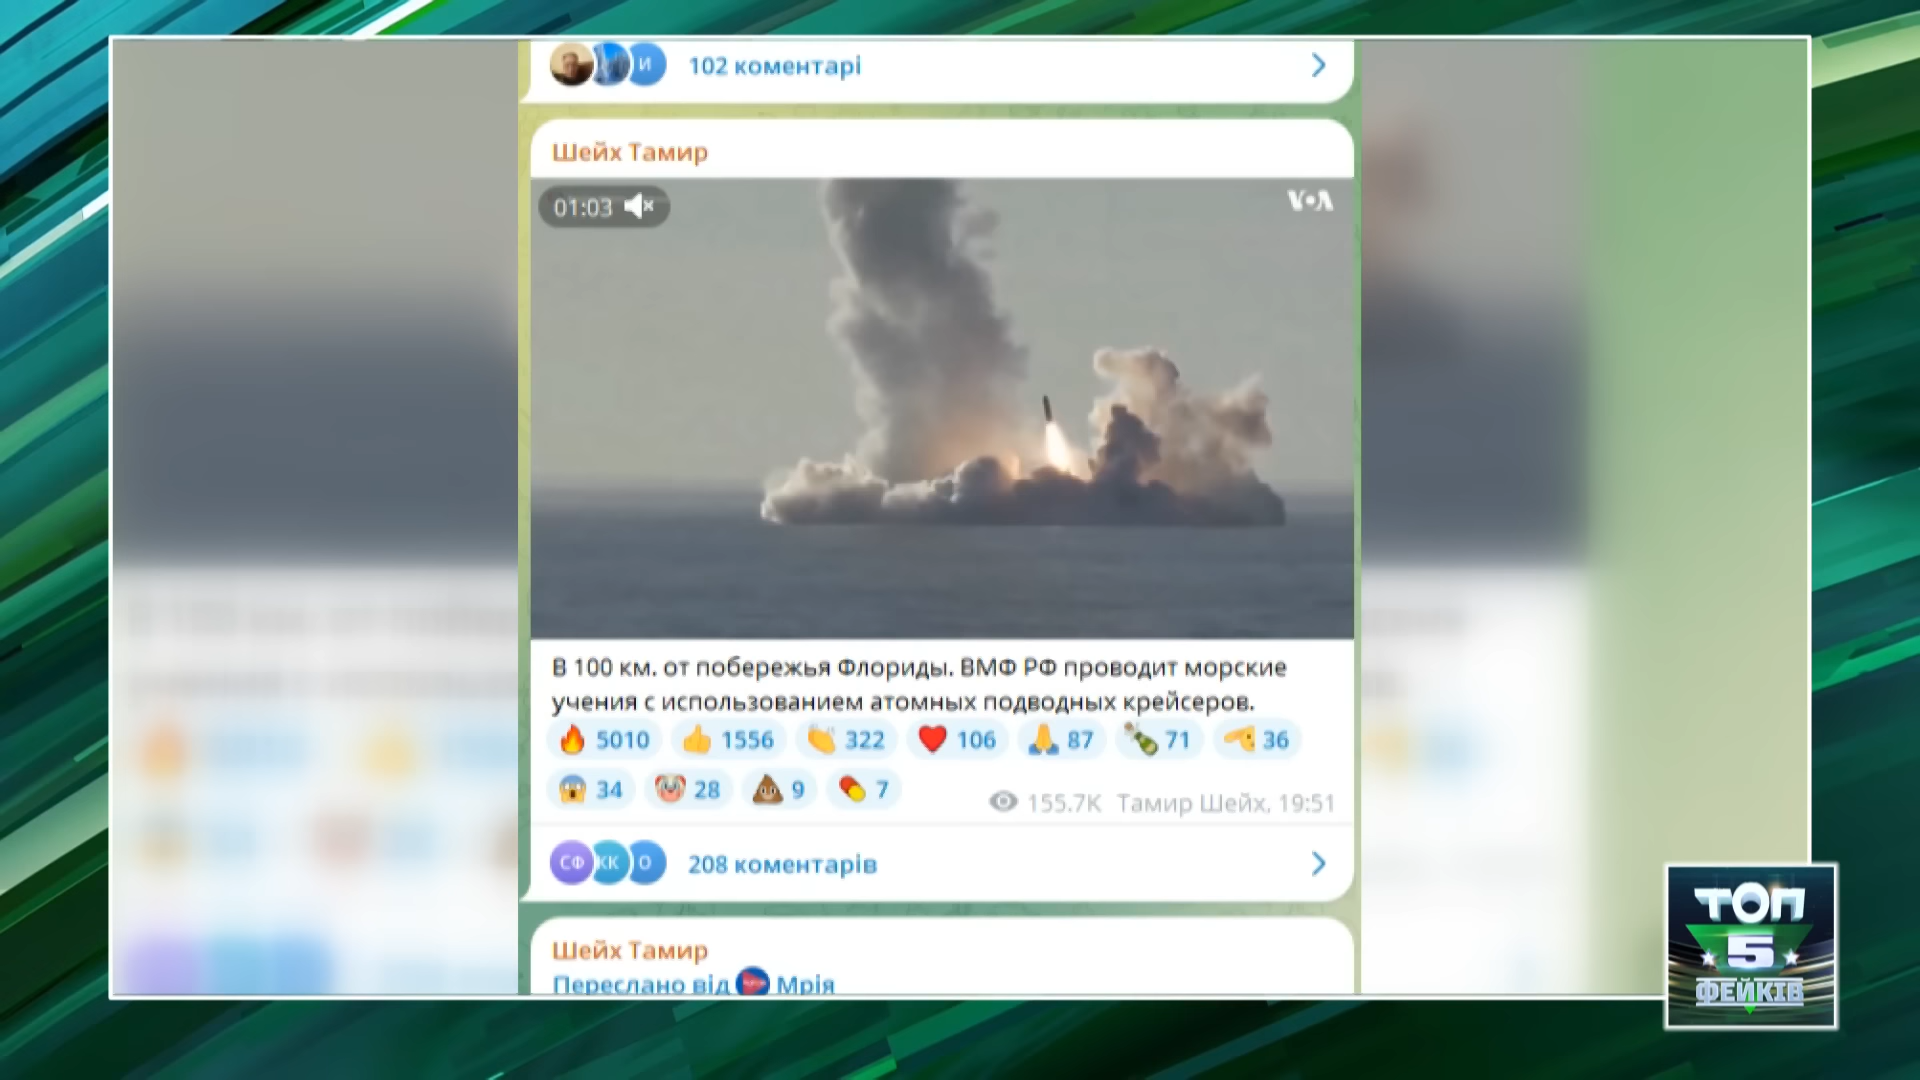 И
102 коментарі
Шейх Тамир
01:03
VOA
В 100 км. от побережья Флориды. ВМФ РФ проводит морские
учения с использованием атомных подводных крейсеров.
5010 1556 322 106 87 71 36
34 28 9 7
155.7K Тамир Шейх, 19:51
СФ КК О
208 коментарів
Шейх Тамир
Переслано від Мрія
ТОП
5
ФЕЙКІВ